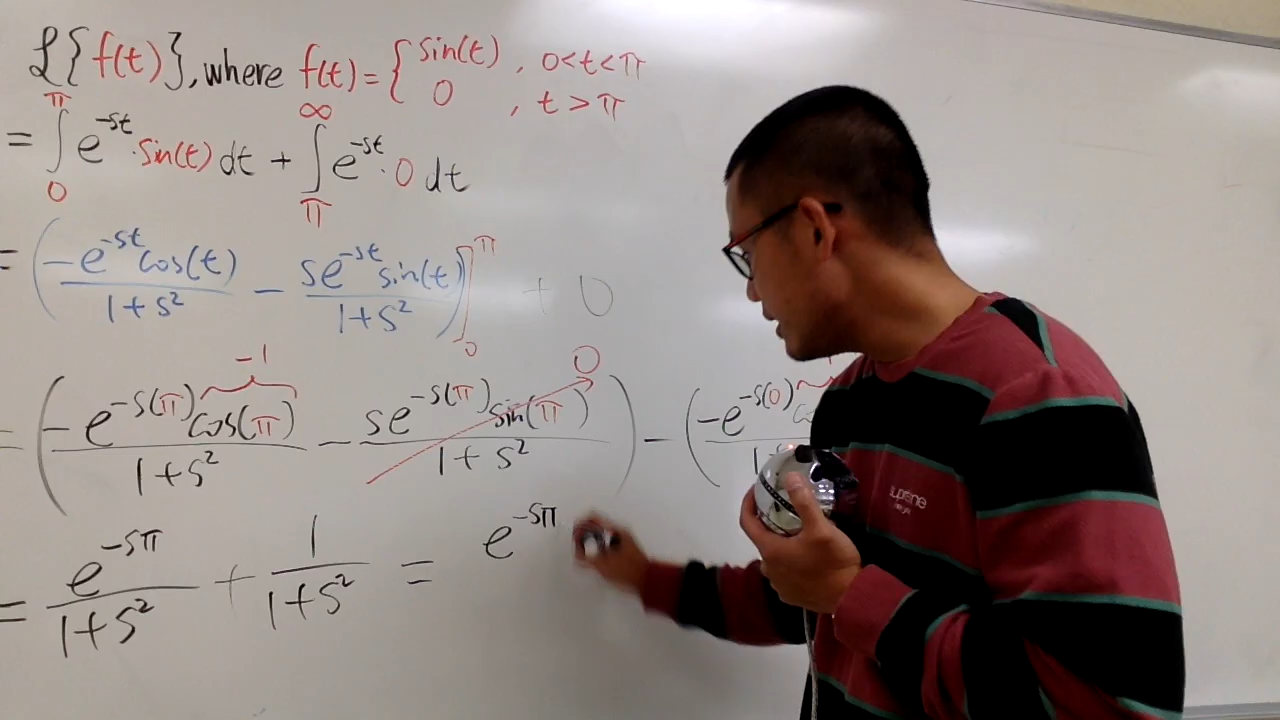 ℒ{f(t)}, where f(t) = { sin(t) , 0<t<π
0 , t>π
= ∫₀^π e^{-st}·sin(t) dt + ∫_π^∞ e^{-st}·0 dt
= ( -e^{-st}cos(t) / 1+s² − se^{-st}sin(t) / 1+s² ]₀^π + 0
-1 0
= ( -e^{-s(π)}cos(π) / 1+s² − se^{-s(π)}sin(π) / 1+s² ) − ( -e^{-s(0)}
= e^{-sπ} / 1+s² + 1 / 1+s² = e^{-sπ}